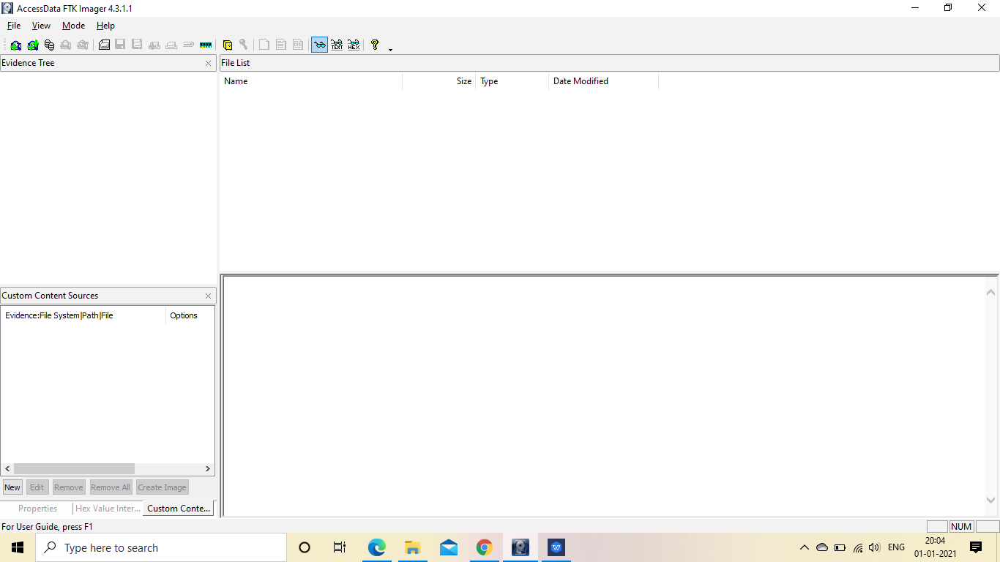 AccessData FTK Imager 4.3.1.1
File View Mode Help
TEXT HEX
Evidence Tree
File List
Name Size Type Date Modified
Custom Content Sources
Evidence:File System|Path|File Options
New Edit Remove Remove All Create Image
Properties Hex Value Inter... Custom Conte...
For User Guide, press F1
NUM
Type here to search
ENG
20:04
01-01-2021